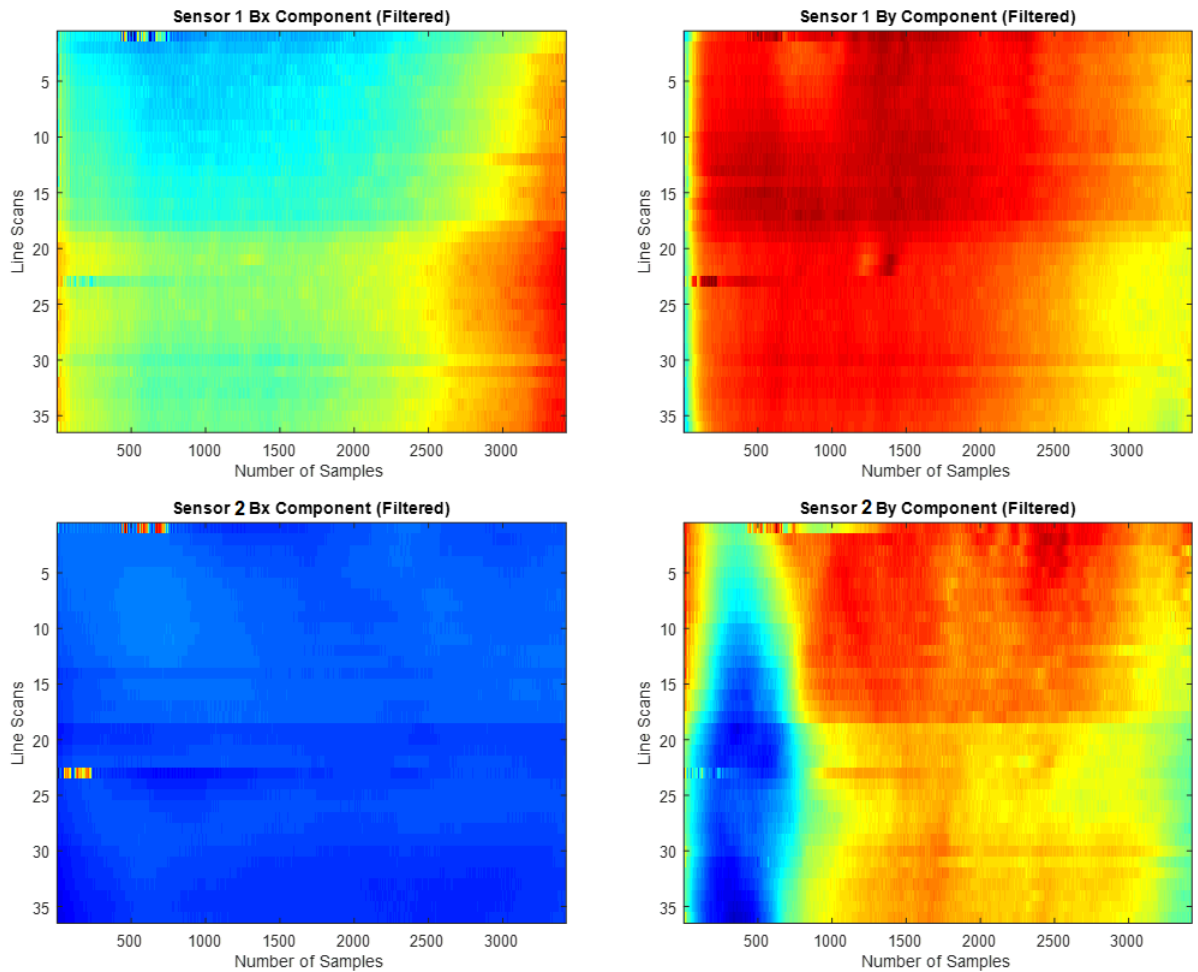 Sensor 1 Bx Component (Filtered)
Line Scans
5
10
15
20
25
30
35
500 1000 1500 2000 2500 3000
Number of Samples
Sensor 1 By Component (Filtered)
Line Scans
5
10
15
20
25
30
35
500 1000 1500 2000 2500 3000
Number of Samples
Sensor 2 Bx Component (Filtered)
Line Scans
5
10
15
20
25
30
35
500 1000 1500 2000 2500 3000
Number of Samples
Sensor 2 By Component (Filtered)
Line Scans
5
10
15
20
25
30
35
500 1000 1500 2000 2500 3000
Number of Samples